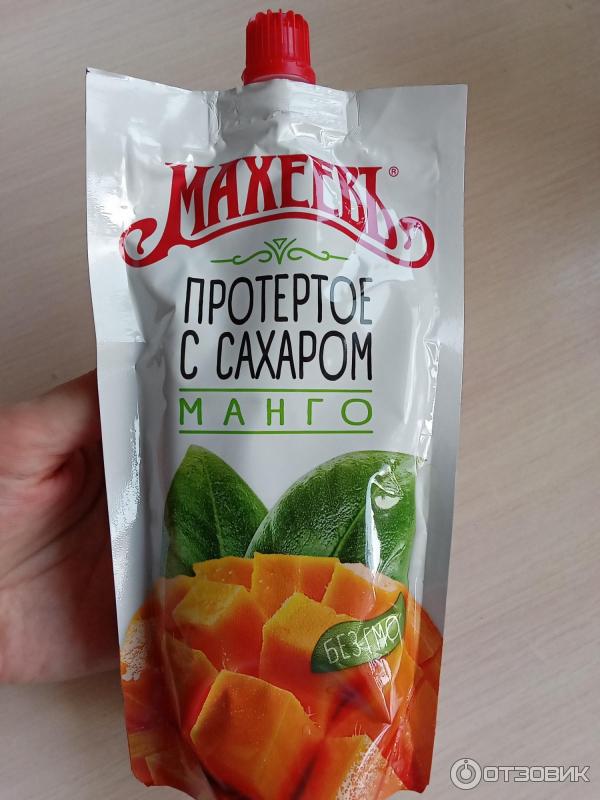 МАХЕЕВЪ®
ПРОТЕРТОЕ
С САХАРОМ
МАНГО
БЕЗ ГМО
ОТЗОВИК